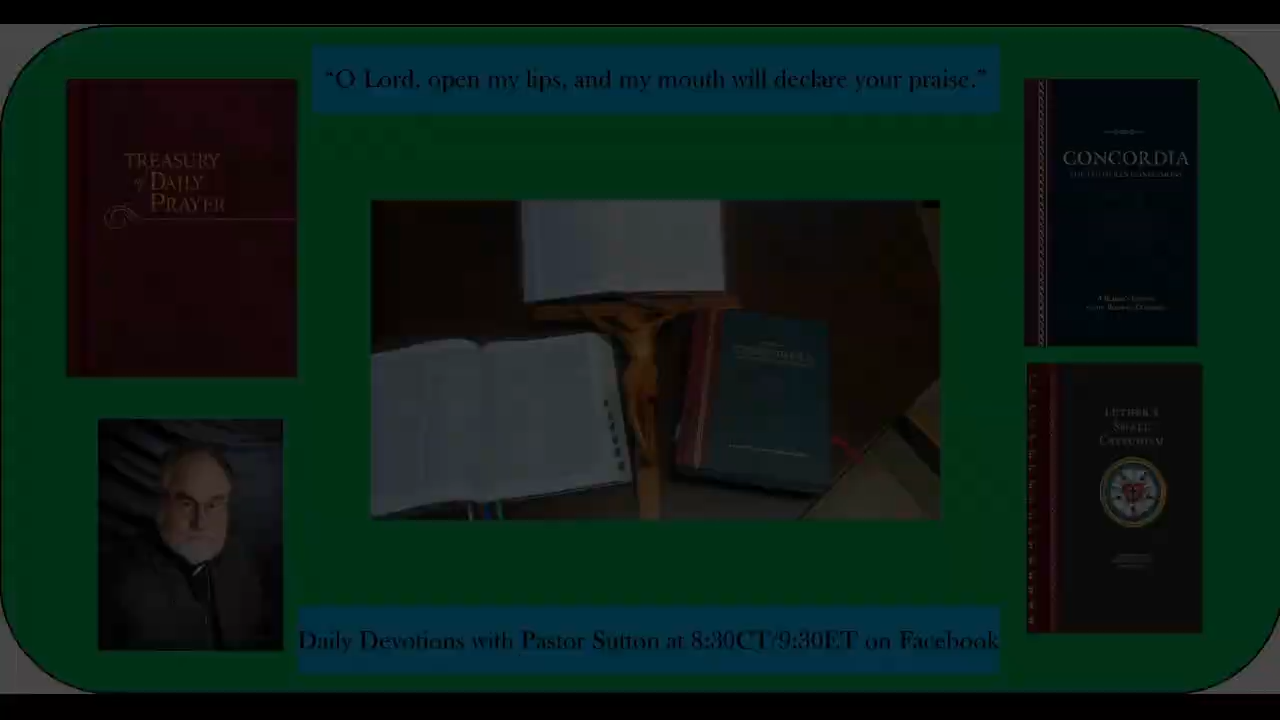 “O Lord, open my lips, and my mouth will declare your praise.”
TREASURY
of DAILY
PRAYER
CONCORDIA
THE LUTHERAN CONFESSIONS
CONCORDIA
LUTHER'S
SMALL
CATECHISM
Daily Devotions with Pastor Sutton at 8:30CT/9:30ET on Facebook